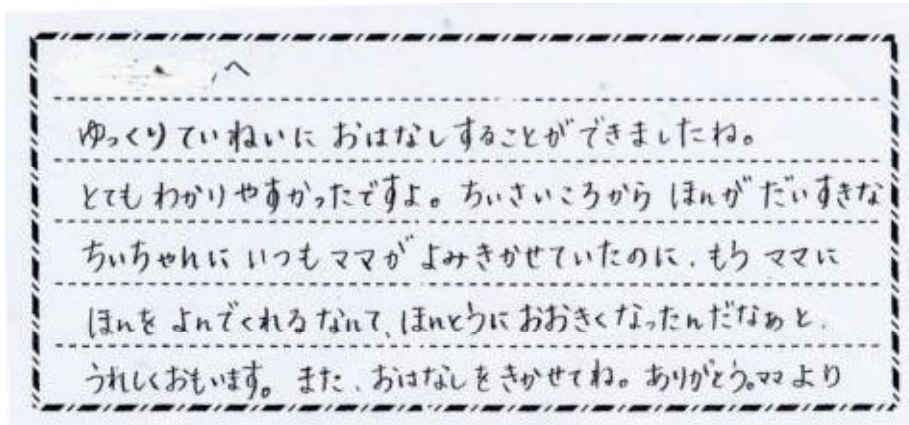 へ
ゆっくりていねいに おはなしすることができましたね。
とてもわかりやすかったですよ。ちいさいころから ほんが だいすきな
ちいちゃんに いつもママが よみきかせていたのに、もう ママに
ほんを よんでくれるなんて、ほんとうに おおきくなったんだなぁと、
うれしくおもいます。また、おはなしをきかせてね。ありがとう。ママより